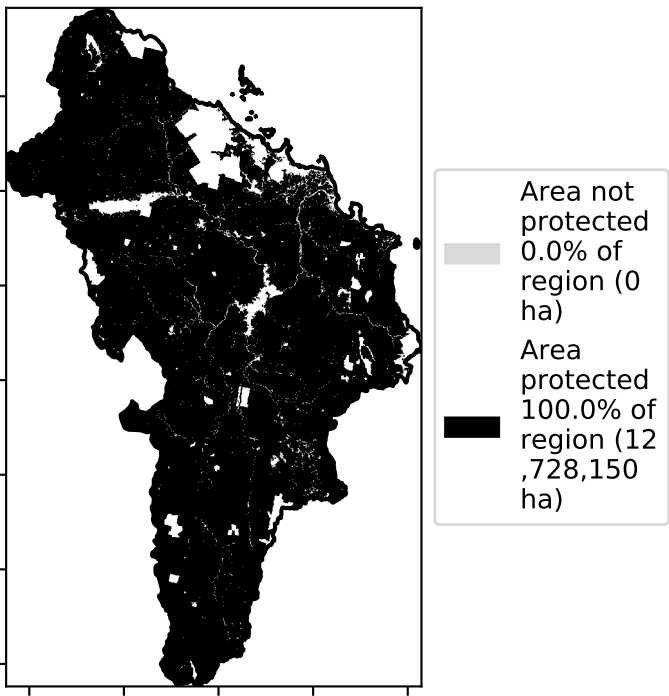 Area not
protected
0.0% of
region (0
ha)
Area
protected
100.0% of
region (12
,728,150
ha)